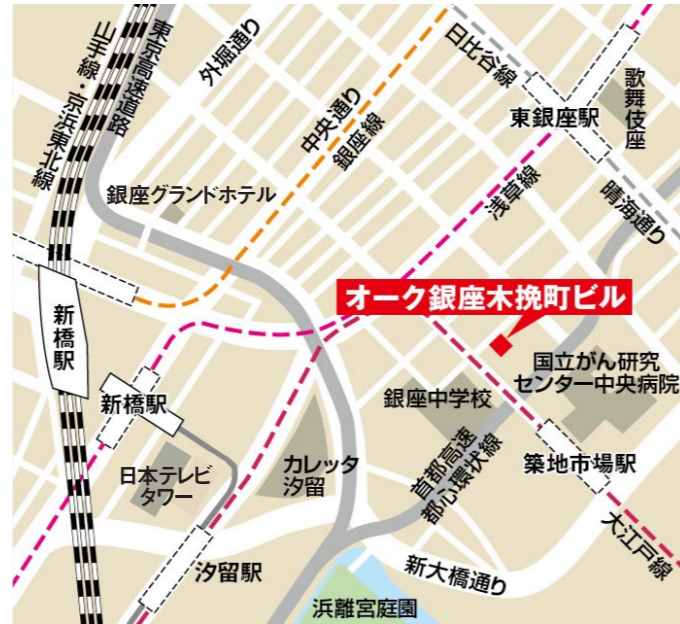 山手線・京浜東北線
東京高速道路
外堀通り
中央通り
銀座線
日比谷線
東銀座駅
歌舞伎座
晴海通り
浅草線
銀座グランドホテル
オーク銀座木挽町ビル
新橋駅
新橋駅
国立がん研究
センター中央病院
銀座中学校
日本テレビ
タワー
カレッタ
汐留
首都高速
都心環状線
築地市場駅
大江戸線
汐留駅
新大橋通り
浜離宮庭園